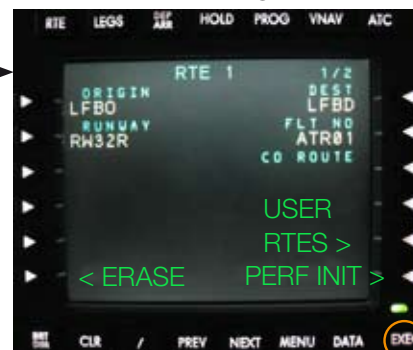 RTE LEGS DEP ARR HOLD PROG VNAV ATC
RTE 1 1/2
ORIGIN DEST
LFBO LFBD
RUNWAY FLT NO
RW32R ATR01
CO ROUTE
USER
RTES >
< ERASE PERF INIT >
CLR / PREV NEXT MENU DATA EXEC